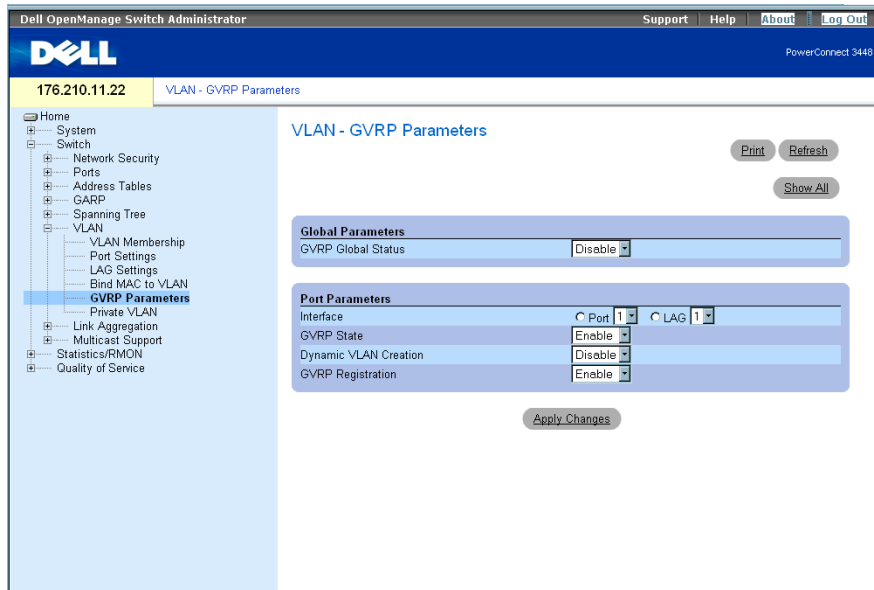 Dell OpenManage Switch Administrator
Support Help About Log Out
DELL
PowerConnect 3448
176.210.11.22
VLAN - GVRP Parameters
Home
System
Switch
Network Security
Ports
Address Tables
GARP
Spanning Tree
VLAN
VLAN Membership
Port Settings
LAG Settings
Bind MAC to VLAN
GVRP Parameters
Private VLAN
Link Aggregation
Multicast Support
Statistics/RMON
Quality of Service
VLAN - GVRP Parameters
Print Refresh
Show All
Global Parameters
GVRP Global Status Disable
Port Parameters
Interface Port 1 LAG 1
GVRP State Enable
Dynamic VLAN Creation Disable
GVRP Registration Enable
Apply Changes